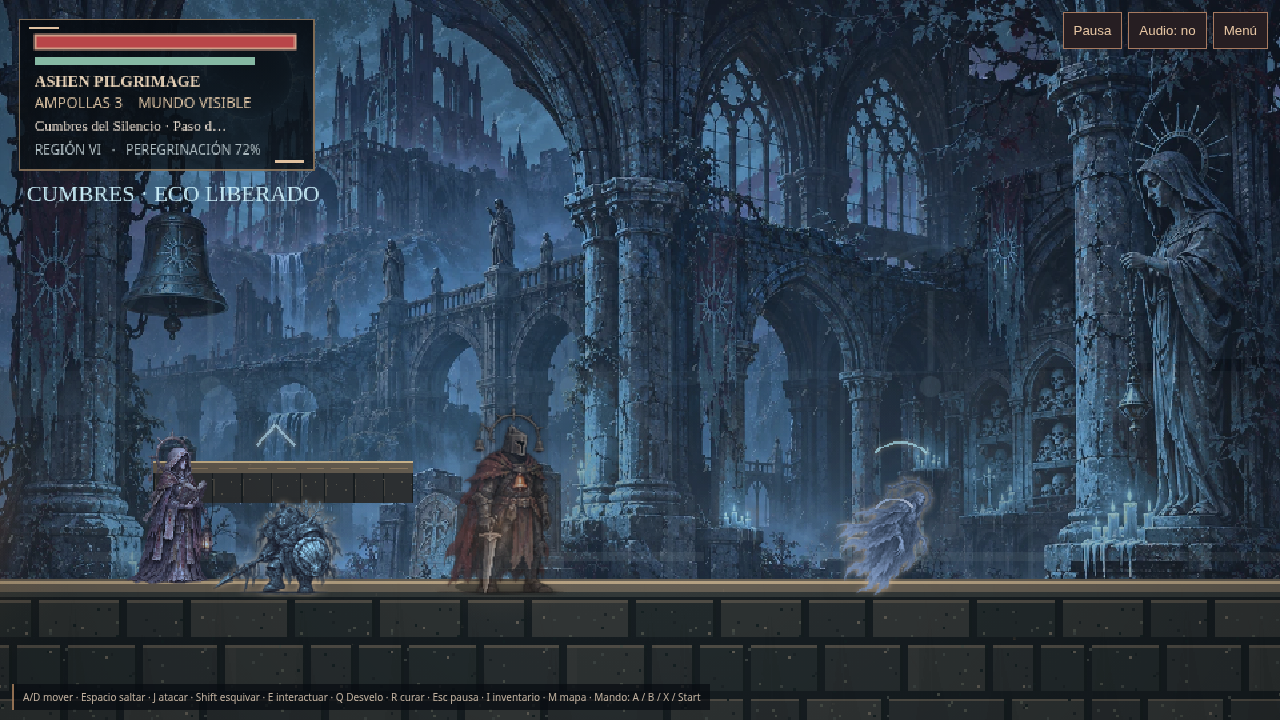 ASHEN PILGRIMAGE
AMPOLLAS 3 MUNDO VISIBLE
Cumbres del Silencio · Paso d…
REGIÓN VI · PEREGRINACIÓN 72%
CUMBRES · ECO LIBERADO
Pausa
Audio: no
Menú
A/D mover · Espacio saltar · J atacar · Shift esquivar · E interactuar · Q Desvelo · R curar · Esc pausa · I inventario · M mapa · Mando: A / B / X / Start